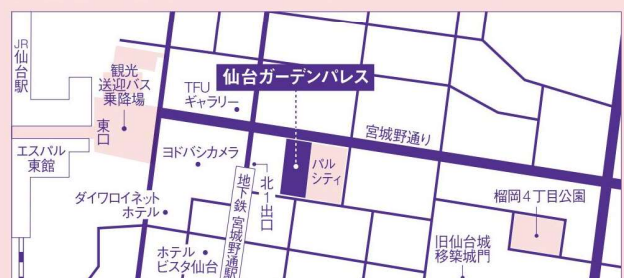 JR
仙台駅
観光
送迎バス
乗降場
TFU
ギャラリー
仙台ガーデンパレス
宮城野通り
東口
エスパル
東館
ヨドバシカメラ
北1出口
地下鉄 宮城野通駅
パル
シティ
榴岡4丁目公園
ダイワロイネット
ホテル
ホテル
ビスタ仙台
旧仙台城
移築城門